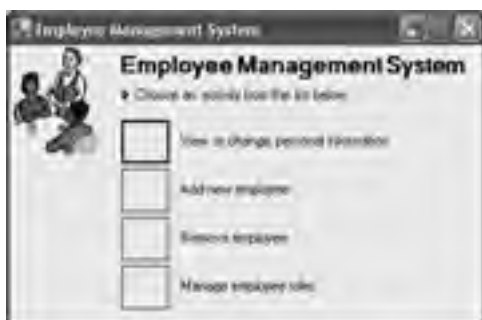 Employee Management System
Employee Management System
Choose an activity from the list below
View or change personal information
Add new employee
Remove employee
Manage employee roles